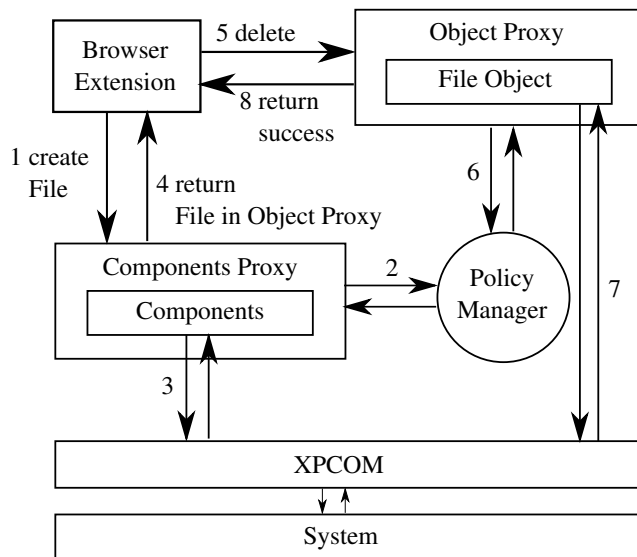 Browser
Extension
5 delete
8 return
success
Object Proxy
File Object
1 create
File
4 return
File in Object Proxy
6
7
Components Proxy
Components
2
Policy
Manager
3
XPCOM
System